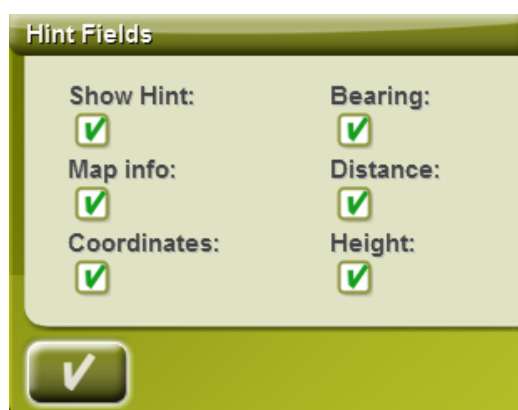 Hint Fields
Show Hint:
Bearing:
Map info:
Distance:
Coordinates:
Height: